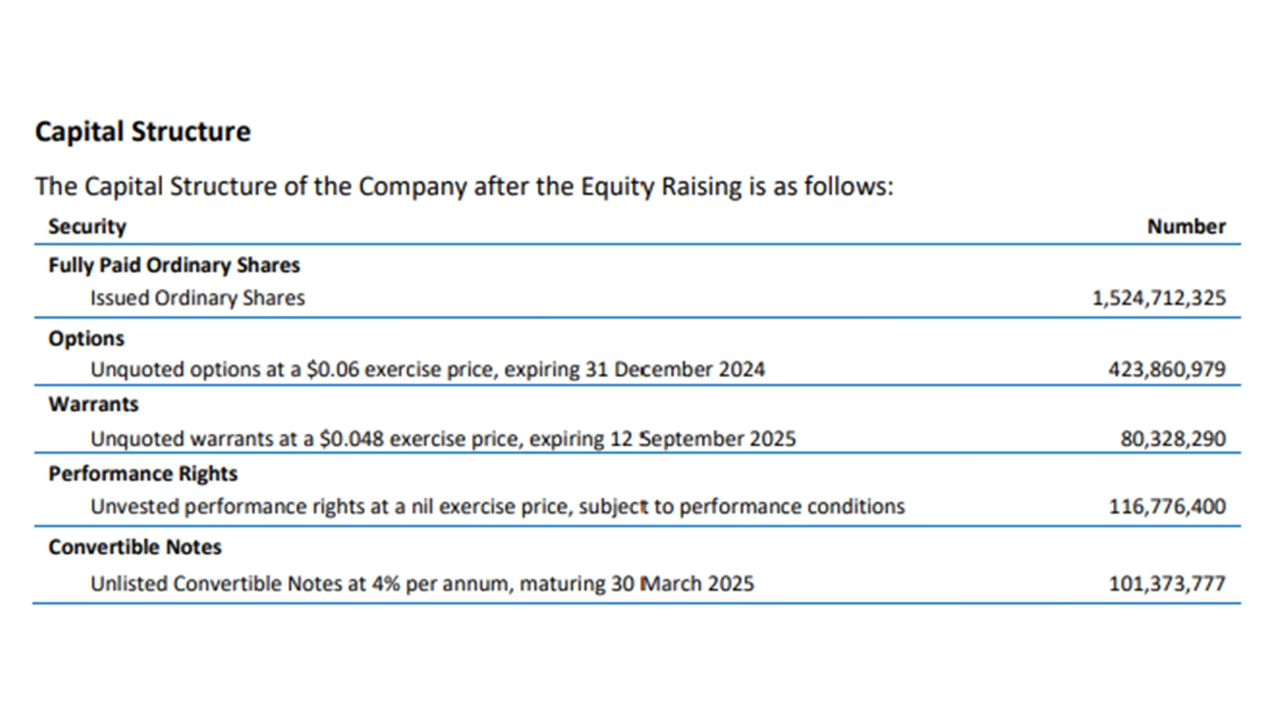 Capital Structure
The Capital Structure of the Company after the Equity Raising is as follows:
Security Number
Fully Paid Ordinary Shares
Issued Ordinary Shares 1,524,712,325
Options
Unquoted options at a $0.06 exercise price, expiring 31 December 2024 423,860,979
Warrants
Unquoted warrants at a $0.048 exercise price, expiring 12 September 2025 80,328,290
Performance Rights
Unvested performance rights at a nil exercise price, subject to performance conditions 116,776,400
Convertible Notes
Unlisted Convertible Notes at 4% per annum, maturing 30 March 2025 101,373,777